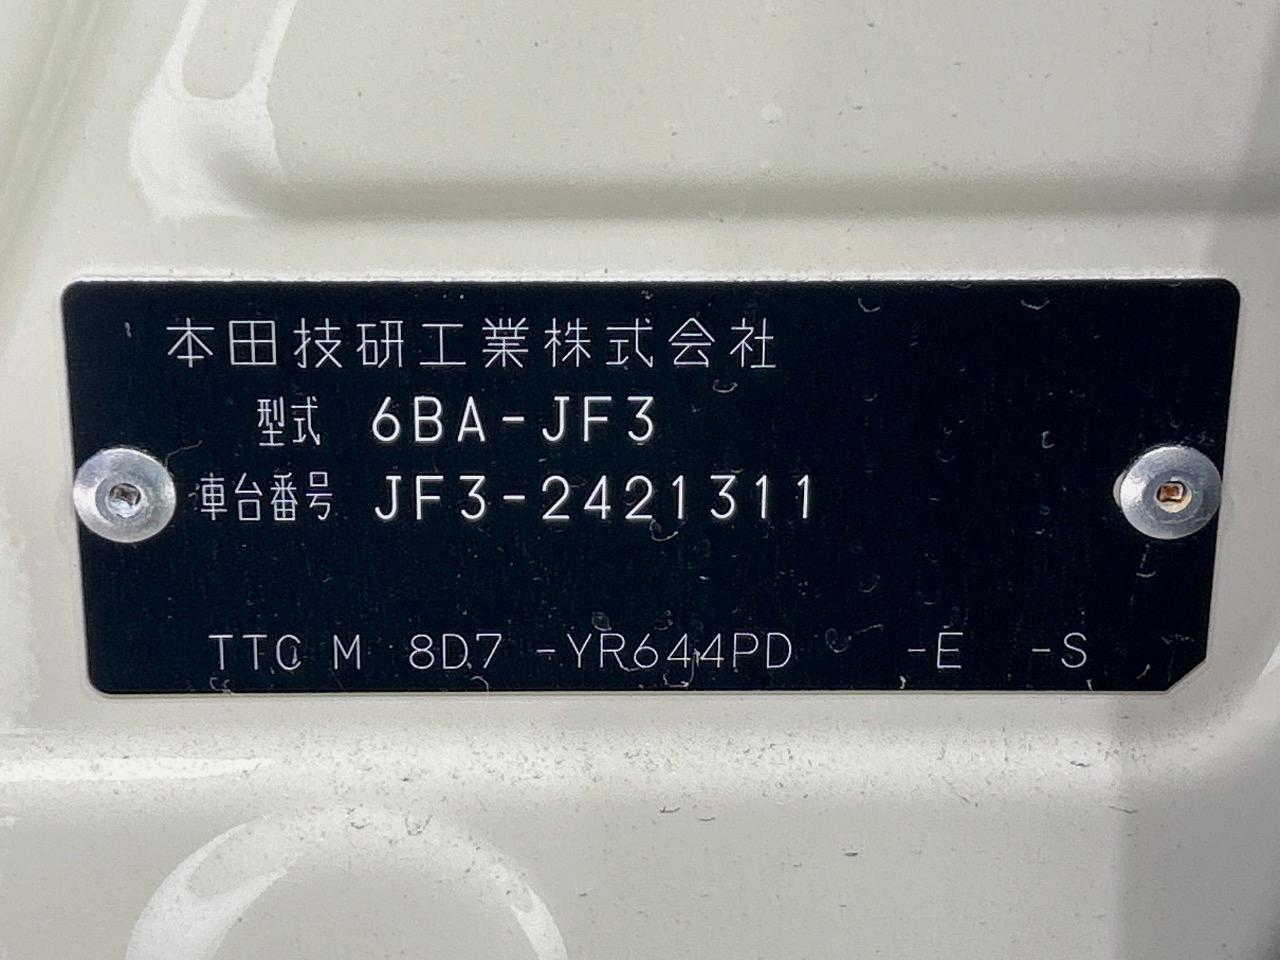 本田技研工業株式会社
型式 6BA-JF3
車台番号 JF3-2421311
TTC M 8D7 -YR644PD -E -S